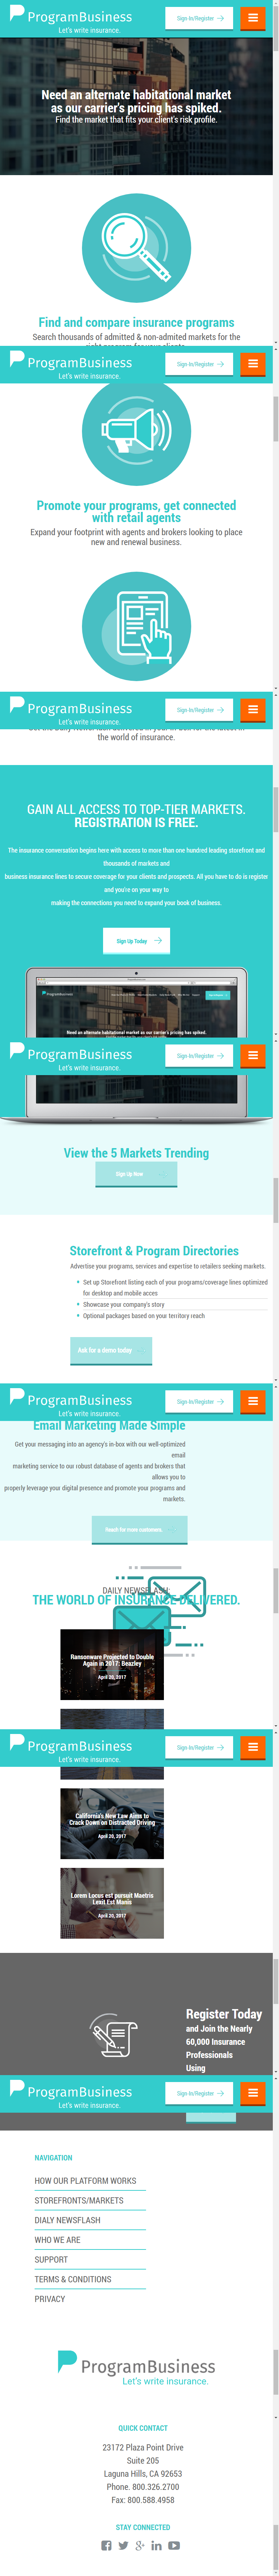 ProgramBusiness
Let's write insurance.
Sign-In/Register
Need an alternate habitational market
as our carrier's pricing has spiked.
Find the market that fits your client's risk profile.
Find and compare insurance programs
Search thousands of admitted & non-admitted markets for the
ProgramBusiness
Let's write insurance.
Sign-In/Register
Promote your programs, get connected
with retail agents
Expand your footprint with agents and brokers looking to place
new and renewal business.
ProgramBusiness
Let's write insurance.
Sign-In/Register
the world of insurance.
GAIN ALL ACCESS TO TOP-TIER MARKETS.
REGISTRATION IS FREE.
The insurance conversation begins here with access to more than one hundred leading storefront and
thousands of markets and
business insurance lines to secure coverage for your clients and prospects. All you have to do is register
and you're on your way to
making the connections you need to expand your book of business.
Sign Up Today
ProgramBusiness
Need an alternate habitational market as our carrier's pricing has spiked.
ProgramBusiness
Let's write insurance.
Sign-In/Register
View the 5 Markets Trending
Sign Up Now
Storefront & Program Directories
Advertise your programs, services and expertise to retailers seeking markets.
Set up Storefront listing each of your programs/coverage lines optimized
for desktop and mobile acces
Showcase your company's story
Optional packages based on your territory reach
Ask for a demo today
ProgramBusiness
Let's write insurance.
Sign-In/Register
Email Marketing Made Simple
Get your messaging into an agency's in-box with our well-optimized
email
marketing service to our robust database of agents and brokers that
allows you to
properly leverage your digital presence and promote your programs and
markets.
Reach for more customers
DAILY NEWSFLASH:
THE WORLD OF INSURANCE DELIVERED.
Ransonware Projected to Double
Again in 2017: Beazley
April 20, 2017
ProgramBusiness
Let's write insurance.
Sign-In/Register
California's New Law Aims to
Crack Down on Distracted Driving
April 20, 2017
Lorem Locus est pursuit Maetris
Lexit Est Manis
April 20, 2017
Register Today
and Join the Nearly
60,000 Insurance
Professionals
Using
ProgramBusiness
Let's write insurance.
Sign-In/Register
NAVIGATION
HOW OUR PLATFORM WORKS
STOREFRONTS/MARKETS
DIALY NEWSFLASH
WHO WE ARE
SUPPORT
TERMS & CONDITIONS
PRIVACY
ProgramBusiness
Let's write insurance.
QUICK CONTACT
23172 Plaza Point Drive
Suite 205
Laguna Hills, CA 92653
Phone. 800.326.2700
Fax: 800.588.4958
STAY CONNECTED